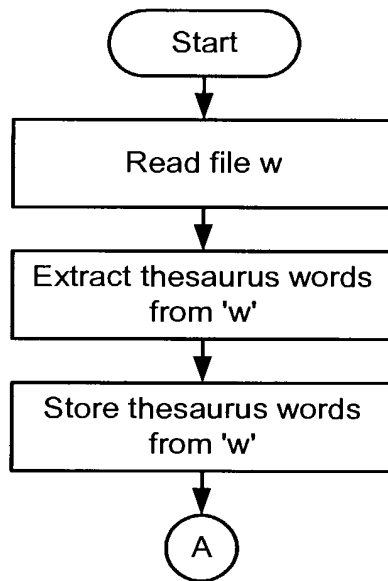 Start
Read file w
Extract thesaurus words
from 'w'
Store thesaurus words
from 'w'
A